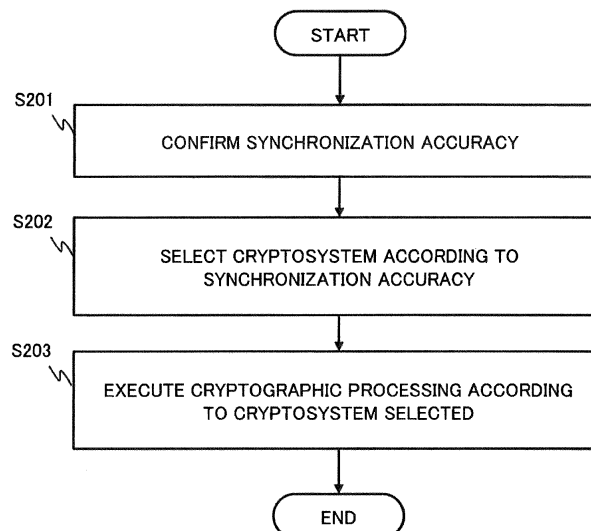 START
S201
CONFIRM SYNCHRONIZATION ACCURACY
S202
SELECT CRYPTOSYSTEM ACCORDING TO
SYNCHRONIZATION ACCURACY
S203
EXECUTE CRYPTOGRAPHIC PROCESSING ACCORDING
TO CRYPTOSYSTEM SELECTED
END